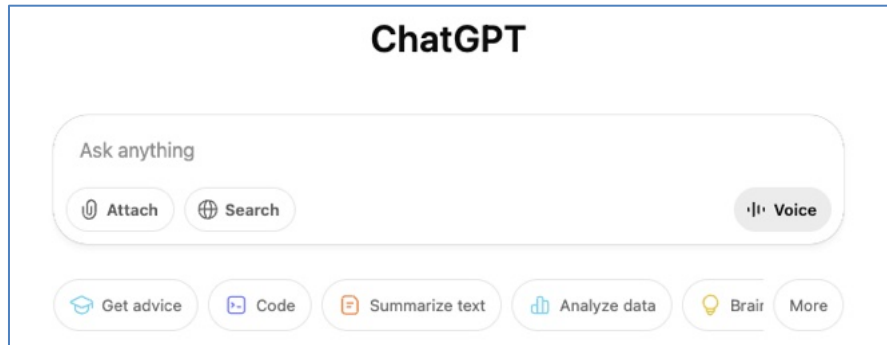 ChatGPT
Ask anything
Attach Search Voice
Get advice Code Summarize text Analyze data More